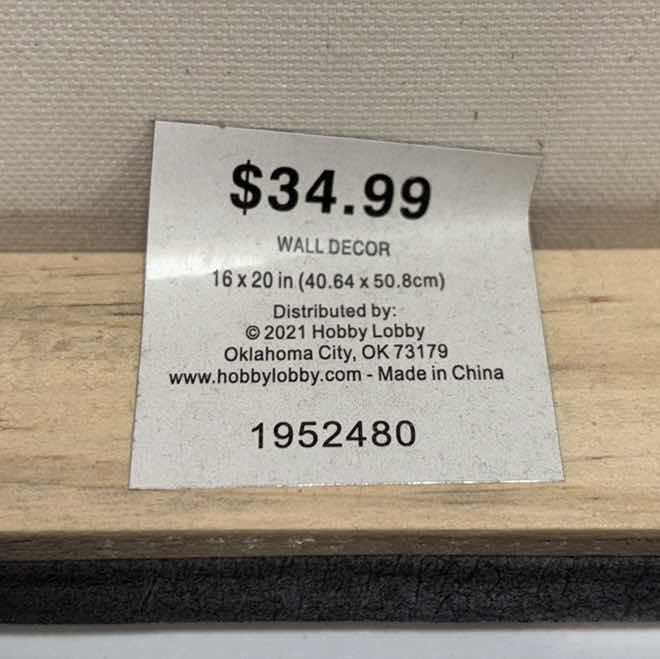 $34.99
WALL DECOR
16 x 20 in (40.64 x 50.8cm)
Distributed by:
© 2021 Hobby Lobby
Oklahoma City, OK 73179
www.hobbylobby.com - Made in China
1952480